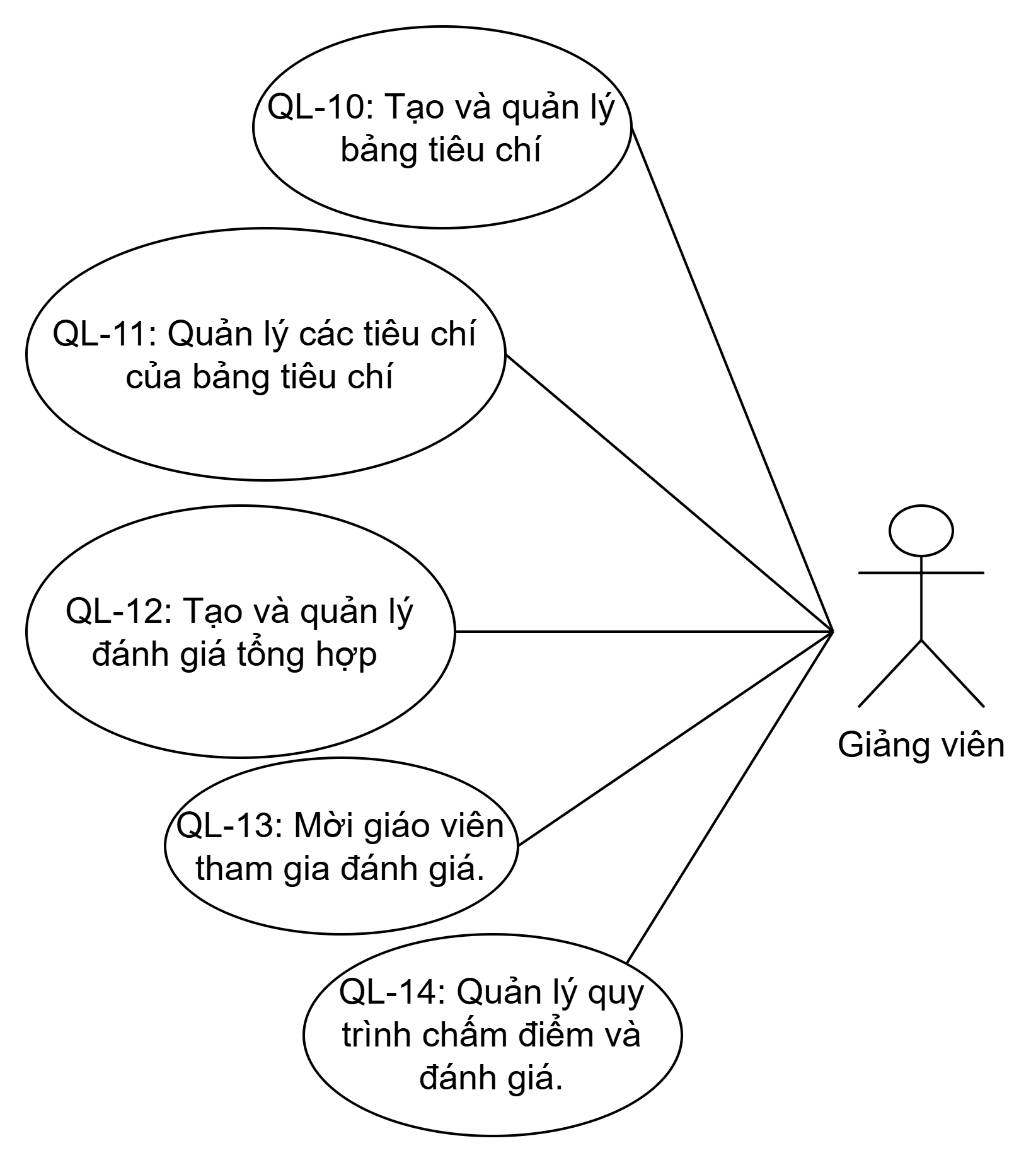 QL-10: Tạo và quản lý
bảng tiêu chí
QL-11: Quản lý các tiêu chí
của bảng tiêu chí
QL-12: Tạo và quản lý
đánh giá tổng hợp
Giảng viên
QL-13: Mời giáo viên
tham gia đánh giá.
QL-14: Quản lý quy
trình chấm điểm và
đánh giá.